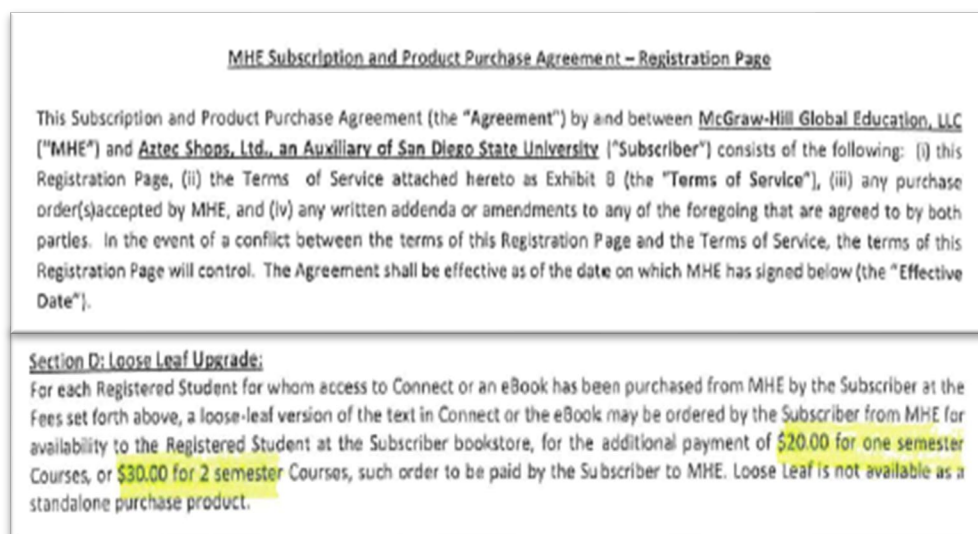 MHE Subscription and Product Purchase Agreement – Registration Page
This Subscription and Product Purchase Agreement (the "Agreement") by and between McGraw-Hill Global Education, LLC
("MHE") and Aztec Shops, Ltd., an Auxiliary of San Diego State University ("Subscriber") consists of the following: (i) this
Registration Page, (ii) the Terms of Service attached hereto as Exhibit B (the "Terms of Service"), (iii) any purchase
order(s)accepted by MHE, and (iv) any written addenda or amendments to any of the foregoing that are agreed to by both
parties. In the event of a conflict between the terms of this Registration Page and the Terms of Service, the terms of this
Registration Page will control. The Agreement shall be effective as of the date on which MHE has signed below (the "Effective
Date").
Section D: Loose Leaf Upgrade:
For each Registered Student for whom access to Connect or an eBook has been purchased from MHE by the Subscriber at the
Fees set forth above, a loose-leaf version of the text in Connect or the eBook may be ordered by the Subscriber from MHE for
availability to the Registered Student at the Subscriber bookstore, for the additional payment of $20.00 for one semester
Courses, or $30.00 for 2 semester Courses, such order to be paid by the Subscriber to MHE. Loose Leaf is not available as a
standalone purchase product.